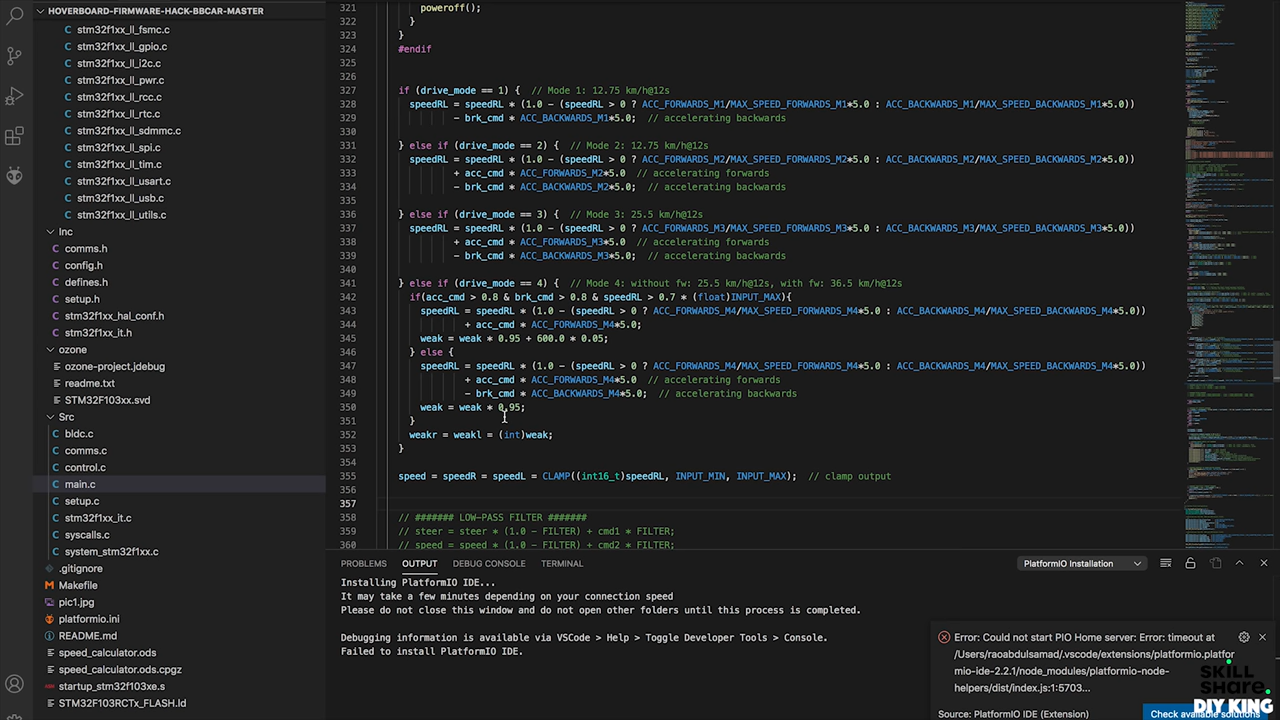 HOVERBOARD-FIRMWARE-HACK-BBCAR-MASTER
C stm32f1xx_ll_fsmc.c
C stm32f1xx_ll_gpio.c
C stm32f1xx_ll_i2c.c
C stm32f1xx_ll_pwr.c
C stm32f1xx_ll_rcc.c
C stm32f1xx_ll_rtc.c
C stm32f1xx_ll_sdmmc.c
C stm32f1xx_ll_spi.c
C stm32f1xx_ll_tim.c
C stm32f1xx_ll_usart.c
C stm32f1xx_ll_usb.c
C stm32f1xx_ll_utils.c
Inc
C comms.h
C config.h
C defines.h
C setup.h
C stm32f1xx_hal_conf.h
C stm32f1xx_it.h
ozone
hoverproject.jdebug
readme.md
STM32F103xx.svd
Src
C bldc.c
C comms.c
C control.c
C main.c
C setup.c
C stm32f1xx_it.c
C syscalls.c
C system_stm32f1xx.c
.gitignore
Makefile
pic1.jpg
platformio.ini
README.md
speed_calculator.ods
speed_calculator.ods.cpgz
startup_stm32f103xe.s
STM32F103RCTx_FLASH.ld
321 poweroff();
322
323 }
324 #endif
325
326
327 if (drive_mode == 1) { // Mode 1: 12.75 km/h@12s
328 speedRL = speedRL * (1.0 - (speedRL > 0 ? ACC_FORWARDS_M1/MAX_SPEED_FORWARDS_M1*5.0 : ACC_BACKWARDS_M1/MAX_SPEED_BACKWARDS_M1*5.0))
329 - brk_cmd * ACC_BACKWARDS_M1*5.0; // accelerating backwards
330
331 } else if (drive_mode == 2) { // Mode 2: 12.75 km/h@12s
332 speedRL = speedRL * (1.0 - (speedRL > 0 ? ACC_FORWARDS_M2/MAX_SPEED_FORWARDS_M2*5.0 : ACC_BACKWARDS_M2/MAX_SPEED_BACKWARDS_M2*5.0))
333 + acc_cmd * ACC_FORWARDS_M2*5.0 // accelerating forwards
334 - brk_cmd * ACC_BACKWARDS_M2*5.0; // accelerating backwards
335
336 } else if (drive_mode == 3) { // Mode 3: 25.5 km/h@12s
337 speedRL = speedRL * (1.0 - (speedRL > 0 ? ACC_FORWARDS_M3/MAX_SPEED_FORWARDS_M3*5.0 : ACC_BACKWARDS_M3/MAX_SPEED_BACKWARDS_M3*5.0))
338 + acc_cmd * ACC_FORWARDS_M3*5.0 // accelerating forwards
339 - brk_cmd * ACC_BACKWARDS_M3*5.0; // accelerating backwards
340
341 } else if (drive_mode == 4) { // Mode 4: without fw: 25.5 km/h@12s, with fw: 36.5 km/h@12s
342 float)INPUT_MAX)
343 speedRL = speedRL * (1.0 - (speedRL > 0 ? ACC_FORWARDS_M4/MAX_SPEED_FORWARDS_M4*5.0 : ACC_BACKWARDS_M4/MAX_SPEED_BACKWARDS_M4*5.0))
344 + acc_cmd * ACC_FORWARDS_M4*5.0;
345 weak = weak * 0.95 + 600.0 * 0.05;
346 } else {
347 speedRL = speedRL * (1.0 - (speedRL > 0 ? ACC_FORWARDS_M4/MAX_SPEED_FORWARDS_M4*5.0 : ACC_BACKWARDS_M4/MAX_SPEED_BACKWARDS_M4*5.0))
348 + acc_cmd * ACC_FORWARDS_M4*5.0 // accelerating forwards
349 - brk_cmd * ACC_BACKWARDS_M4*5.0; // accelerating backwards
350 weak = weak * 0.95;
351 }
352 weakr = weakl = (int)weak;
353 }
354
355 speed = speedR = speedL = CLAMP((int16_t)speedRL, INPUT_MIN, INPUT_MAX); // clamp output
356
357
358 // ####### LOW-PASS FILTER #######
359 // steer = steer * (1.0 - FILTER) + cmd1 * FILTER;
360 // speed = speed * (1.0 - FILTER) + cmd2 * FILTER;
PROBLEMS OUTPUT DEBUG CONSOLE TERMINAL PlatformIO Installation
Installing PlatformIO IDE...
It may take a few minutes depending on your connection speed
Please do not close this window and do not open other folders until this process is completed.
Debugging information is available via VSCode > Help > Toggle Developer Tools > Console.
Failed to install PlatformIO IDE.
Error: Could not start PIO Home server: Error: timeout at
/Users/raoabdulsamad/.vscode/extensions/platformio.platfor
mio-ide-2.2.1/node_modules/platformio-node-
helpers/dist/index.js:1:5703...
Source: PlatformIO IDE (Extension)
Check available solutions
SKILL
SHare
DIY KING